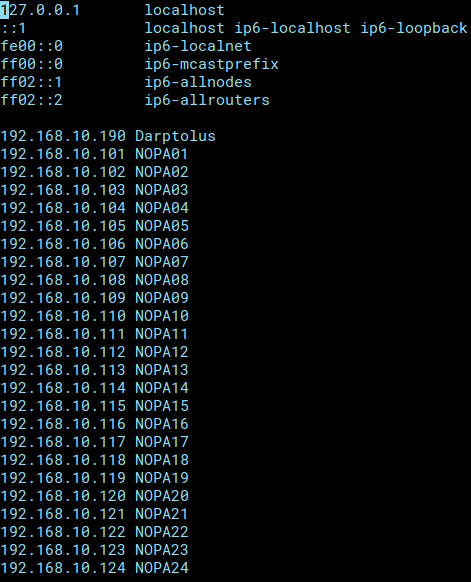 127.0.0.1       localhost
::1             localhost ip6-localhost ip6-loopback
fe00::0         ip6-localnet
ff00::0         ip6-mcastprefix
ff02::1         ip6-allnodes
ff02::2         ip6-allrouters

192.168.10.190 Darptolus
192.168.10.101 NOPA01
192.168.10.102 NOPA02
192.168.10.103 NOPA03
192.168.10.104 NOPA04
192.168.10.105 NOPA05
192.168.10.106 NOPA06
192.168.10.107 NOPA07
192.168.10.108 NOPA08
192.168.10.109 NOPA09
192.168.10.110 NOPA10
192.168.10.111 NOPA11
192.168.10.112 NOPA12
192.168.10.113 NOPA13
192.168.10.114 NOPA14
192.168.10.115 NOPA15
192.168.10.116 NOPA16
192.168.10.117 NOPA17
192.168.10.118 NOPA18
192.168.10.119 NOPA19
192.168.10.120 NOPA20
192.168.10.121 NOPA21
192.168.10.122 NOPA22
192.168.10.123 NOPA23
192.168.10.124 NOPA24